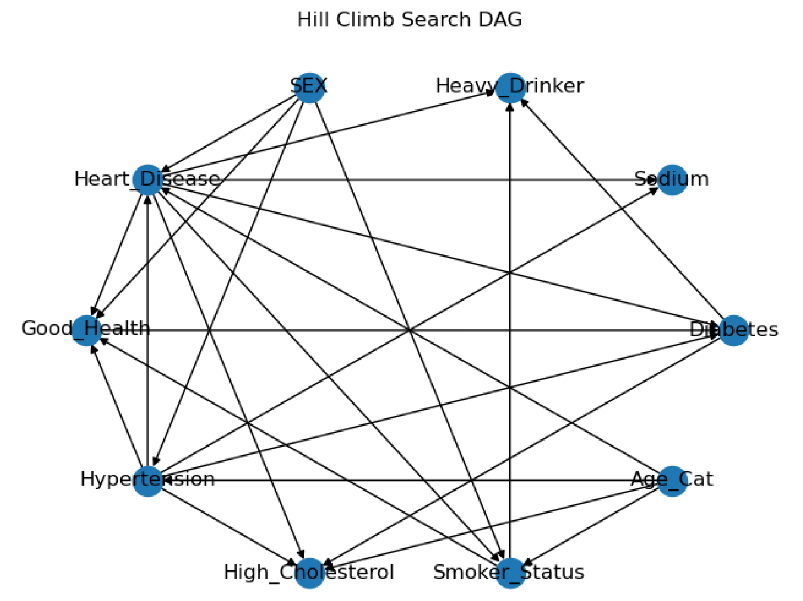 Hill Climb Search DAG
SEX
Heavy_Drinker
Heart_Disease
Sodium
Good_Health
Diabetes
Hypertension
Age_Cat
High_Cholesterol
Smoker_Status